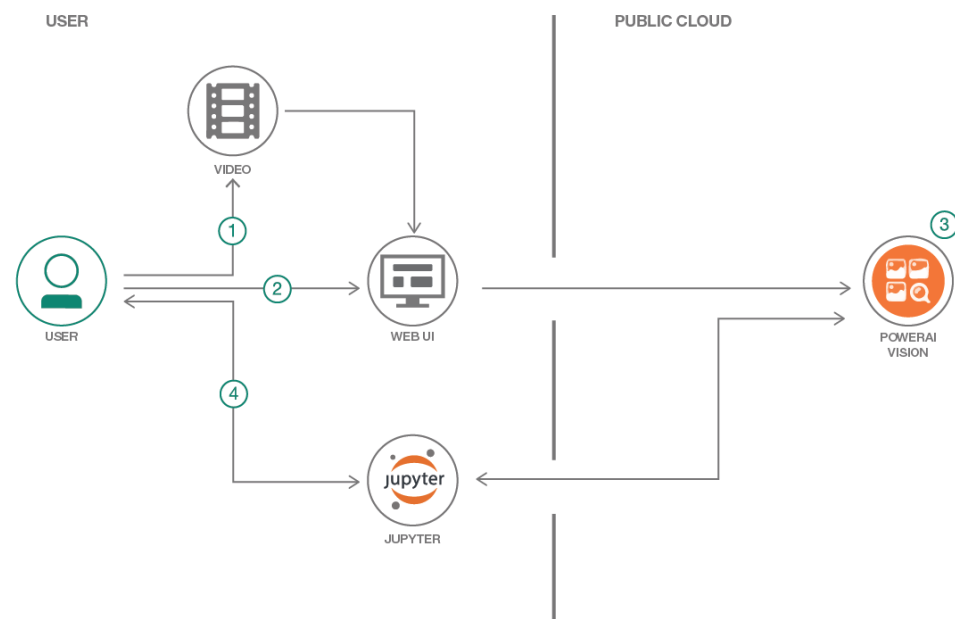 USER
PUBLIC CLOUD
VIDEO
1
3
2
USER
WEB UI
POWERAI
VISION
4
jupyter
JUPYTER